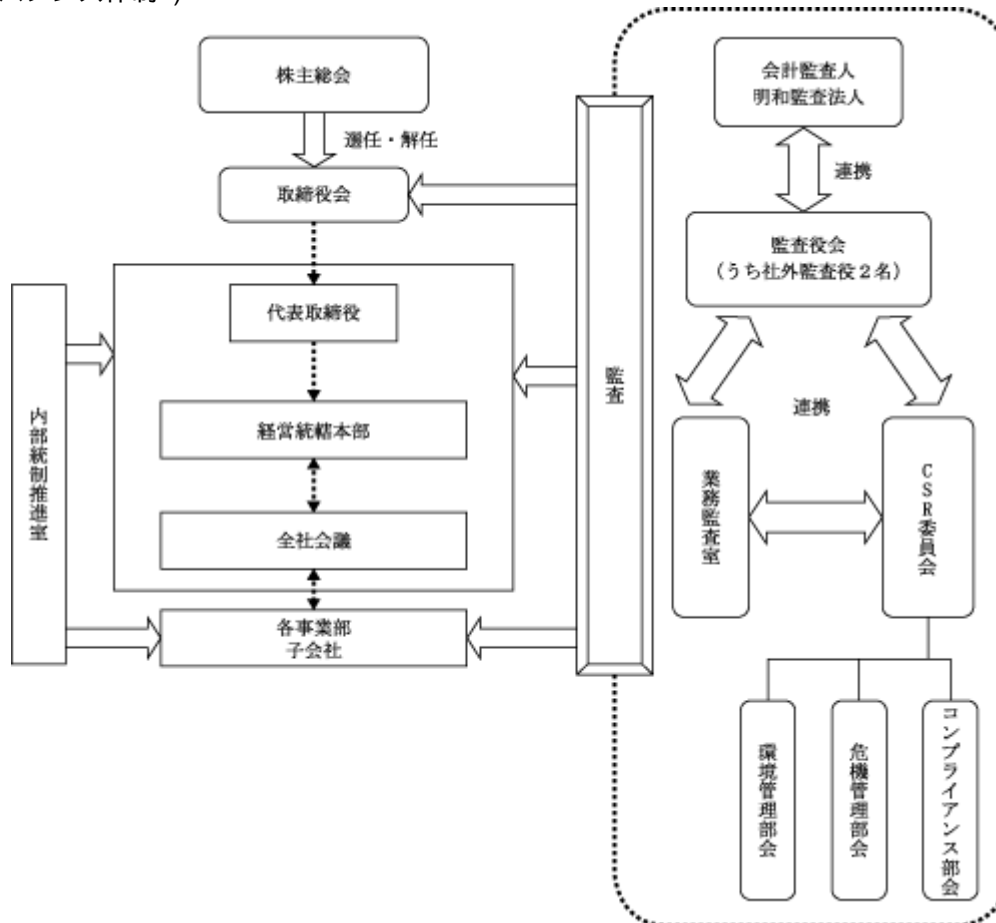 株主総会
選任・解任
取締役会
代表取締役
経営統轄本部
全社会議
各事業部
子会社
内部統制推進室
監査
会計監査人
明和監査法人
連携
監査役会
（うち社外監査役２名）
連携
業務監査室
CSR委員会
環境管理部会
危機管理部会
コンプライアンス部会